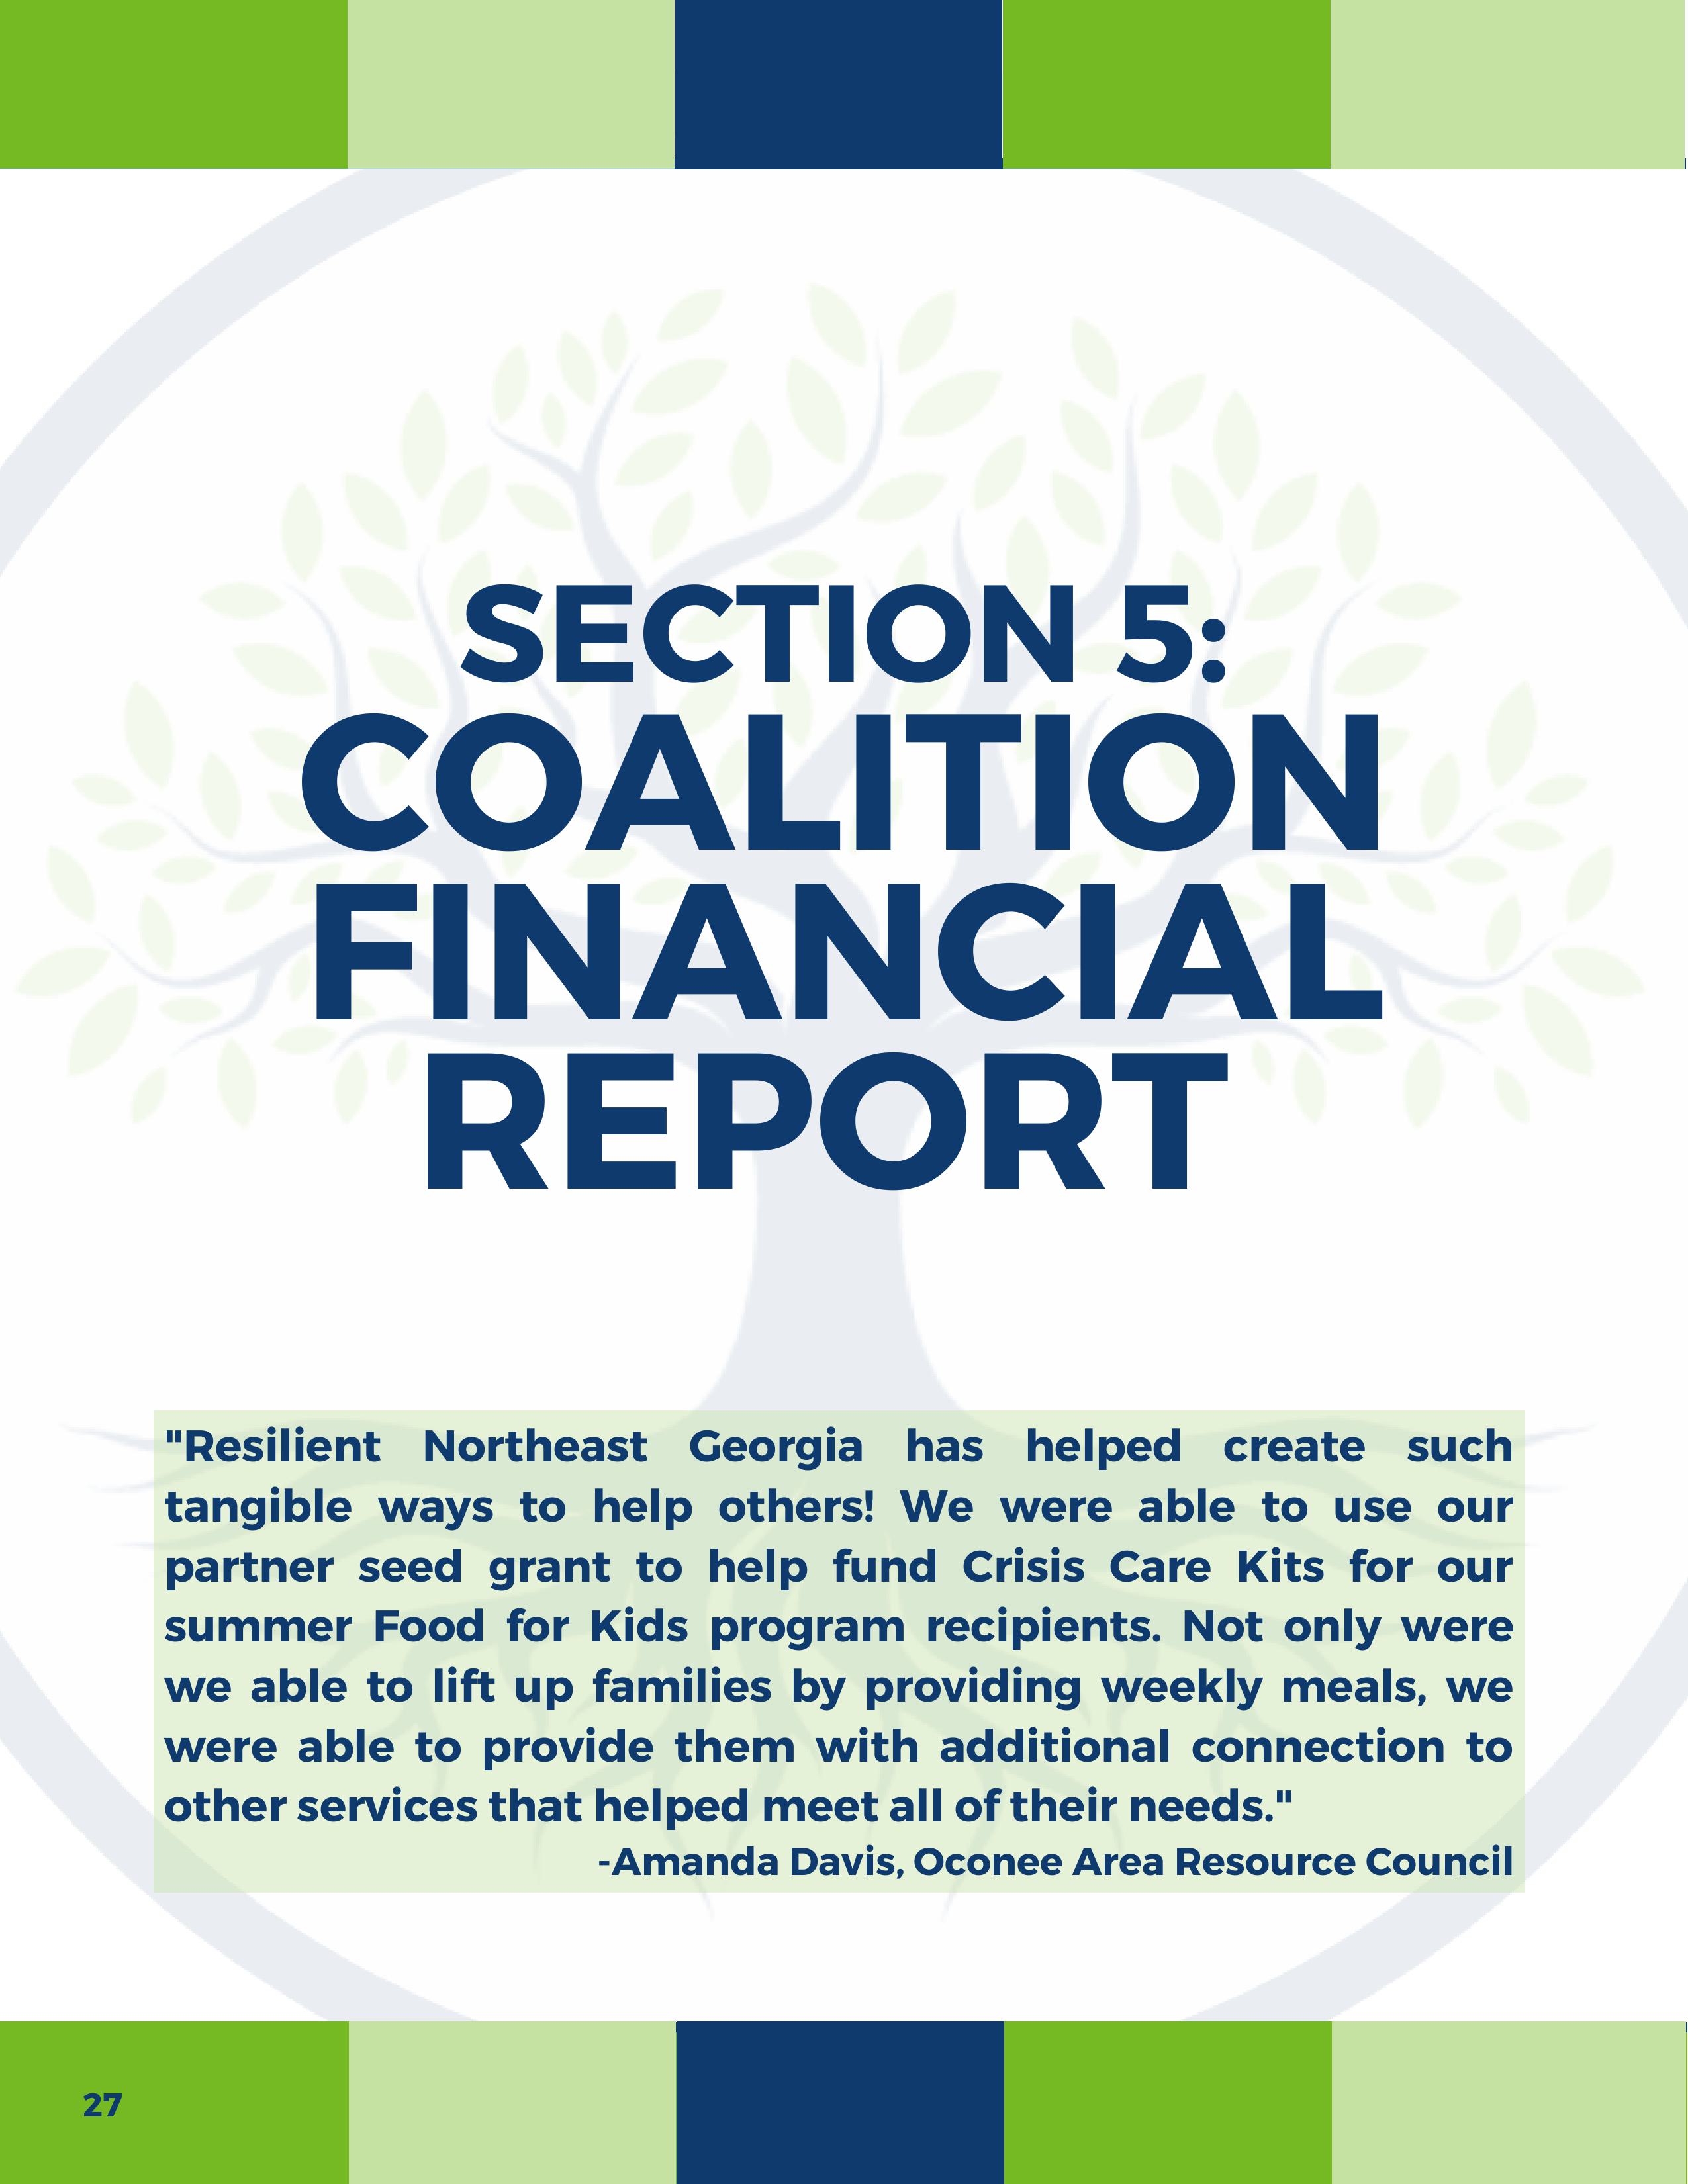 SECTION 5:
COALITION
FINANCIAL
REPORT
"Resilient Northeast Georgia has helped create such
tangible ways to help others! We were able to use our
partner seed grant to help fund Crisis Care Kits for our
summer Food for Kids program recipients. Not only were
we able to lift up families by providing weekly meals, we
were able to provide them with additional connection to
other services that helped meet all of their needs."
-Amanda Davis, Oconee Area Resource Council
27